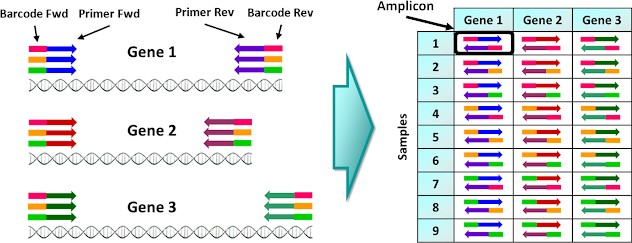 Barcode Fwd
Primer Fwd
Primer Rev
Barcode Rev
Gene 1
Gene 2
Gene 3
Amplicon
Gene 1 Gene 2 Gene 3
Samples
1
2
3
4
5
6
7
8
9